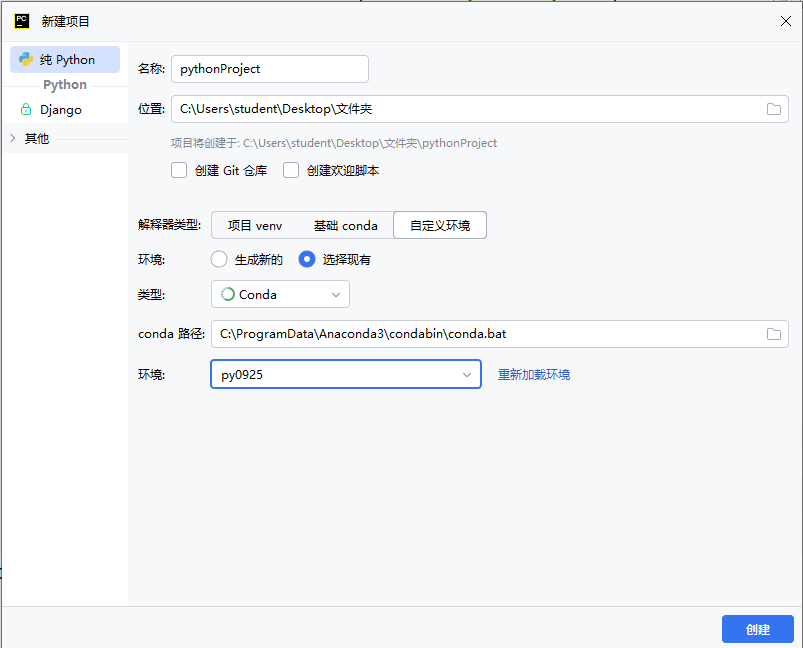 PC 新建项目
纯 Python
Python
Django
其他
名称: pythonProject
位置: C:\Users\student\Desktop\文件夹
项目将创建于: C:\Users\student\Desktop\文件夹\pythonProject
创建 Git 仓库 创建欢迎脚本
解释器类型: 项目 venv 基础 conda 自定义环境
环境: 生成新的 选择现有
类型: Conda
conda 路径: C:\ProgramData\Anaconda3\condabin\conda.bat
环境: py0925 重新加载环境
创建